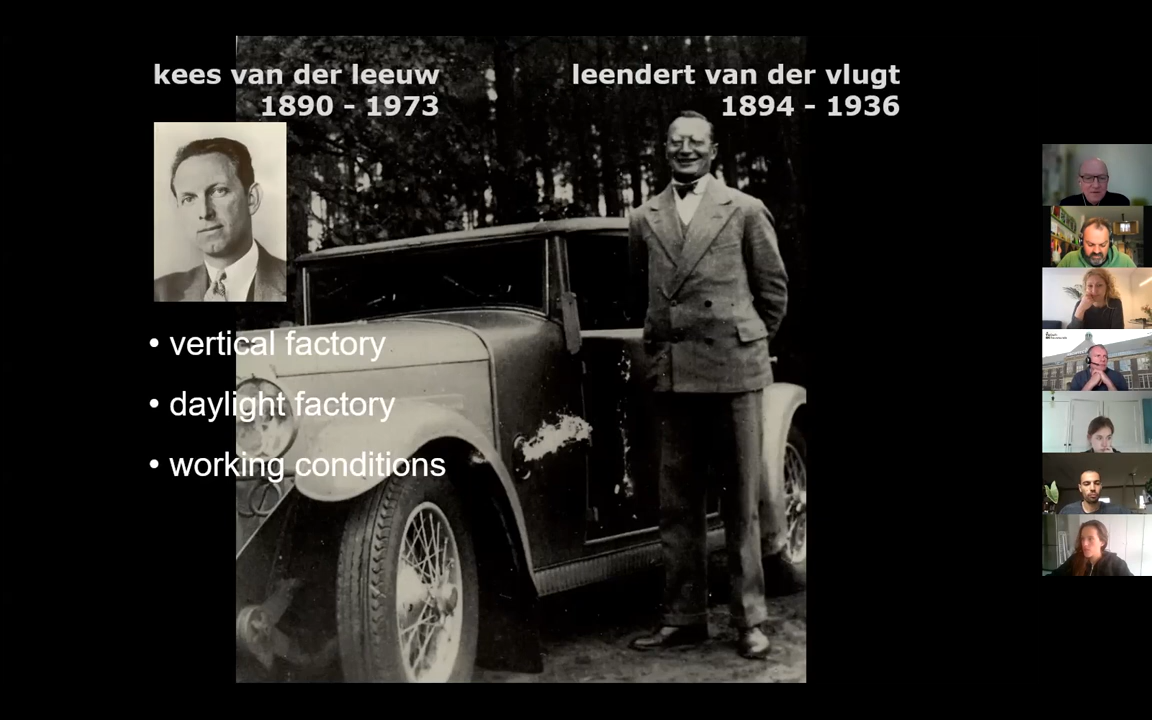 kees van der leeuw
1890 - 1973
leendert van der vlugt
1894 - 1936
• vertical factory
• daylight factory
• working conditions